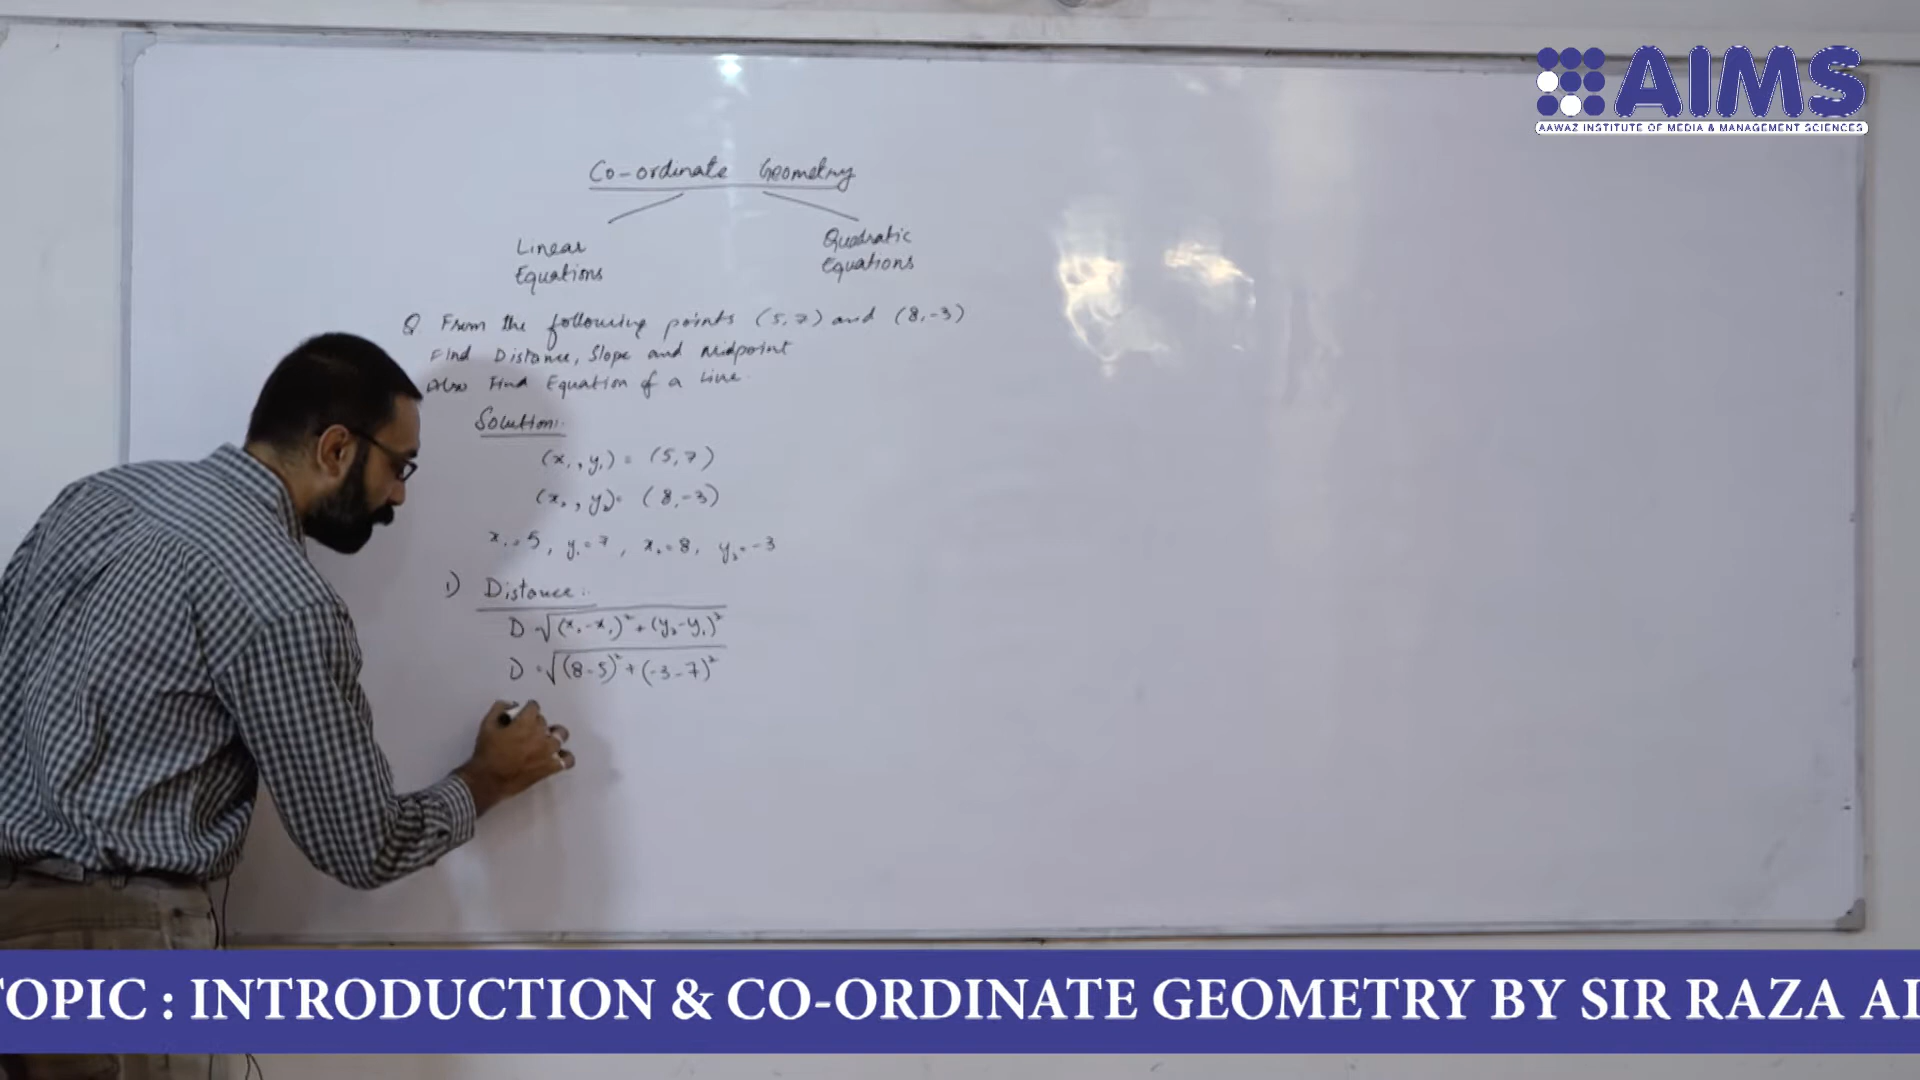 AIMS
AAWAZ INSTITUTE OF MEDIA & MANAGEMENT SCIENCES
Co-ordinate Geometry
Linear
Equations
Quadratic
Equations
Q From the following points (5,7) and (8,-3)
Find Distance, Slope and Midpoint
Also Find Equation of a Line.
Solution:.
(x₁, y₁) = (5,7)
(x₂, y₂) = (8,-3)
x₁=5, y₁=7, x₂=8, y₂=-3
1) Distance:
D=√(x₂-x₁)²+(y₂-y₁)²
D=√(8-5)²+(-3-7)²
TOPIC : INTRODUCTION & CO-ORDINATE GEOMETRY BY SIR RAZA